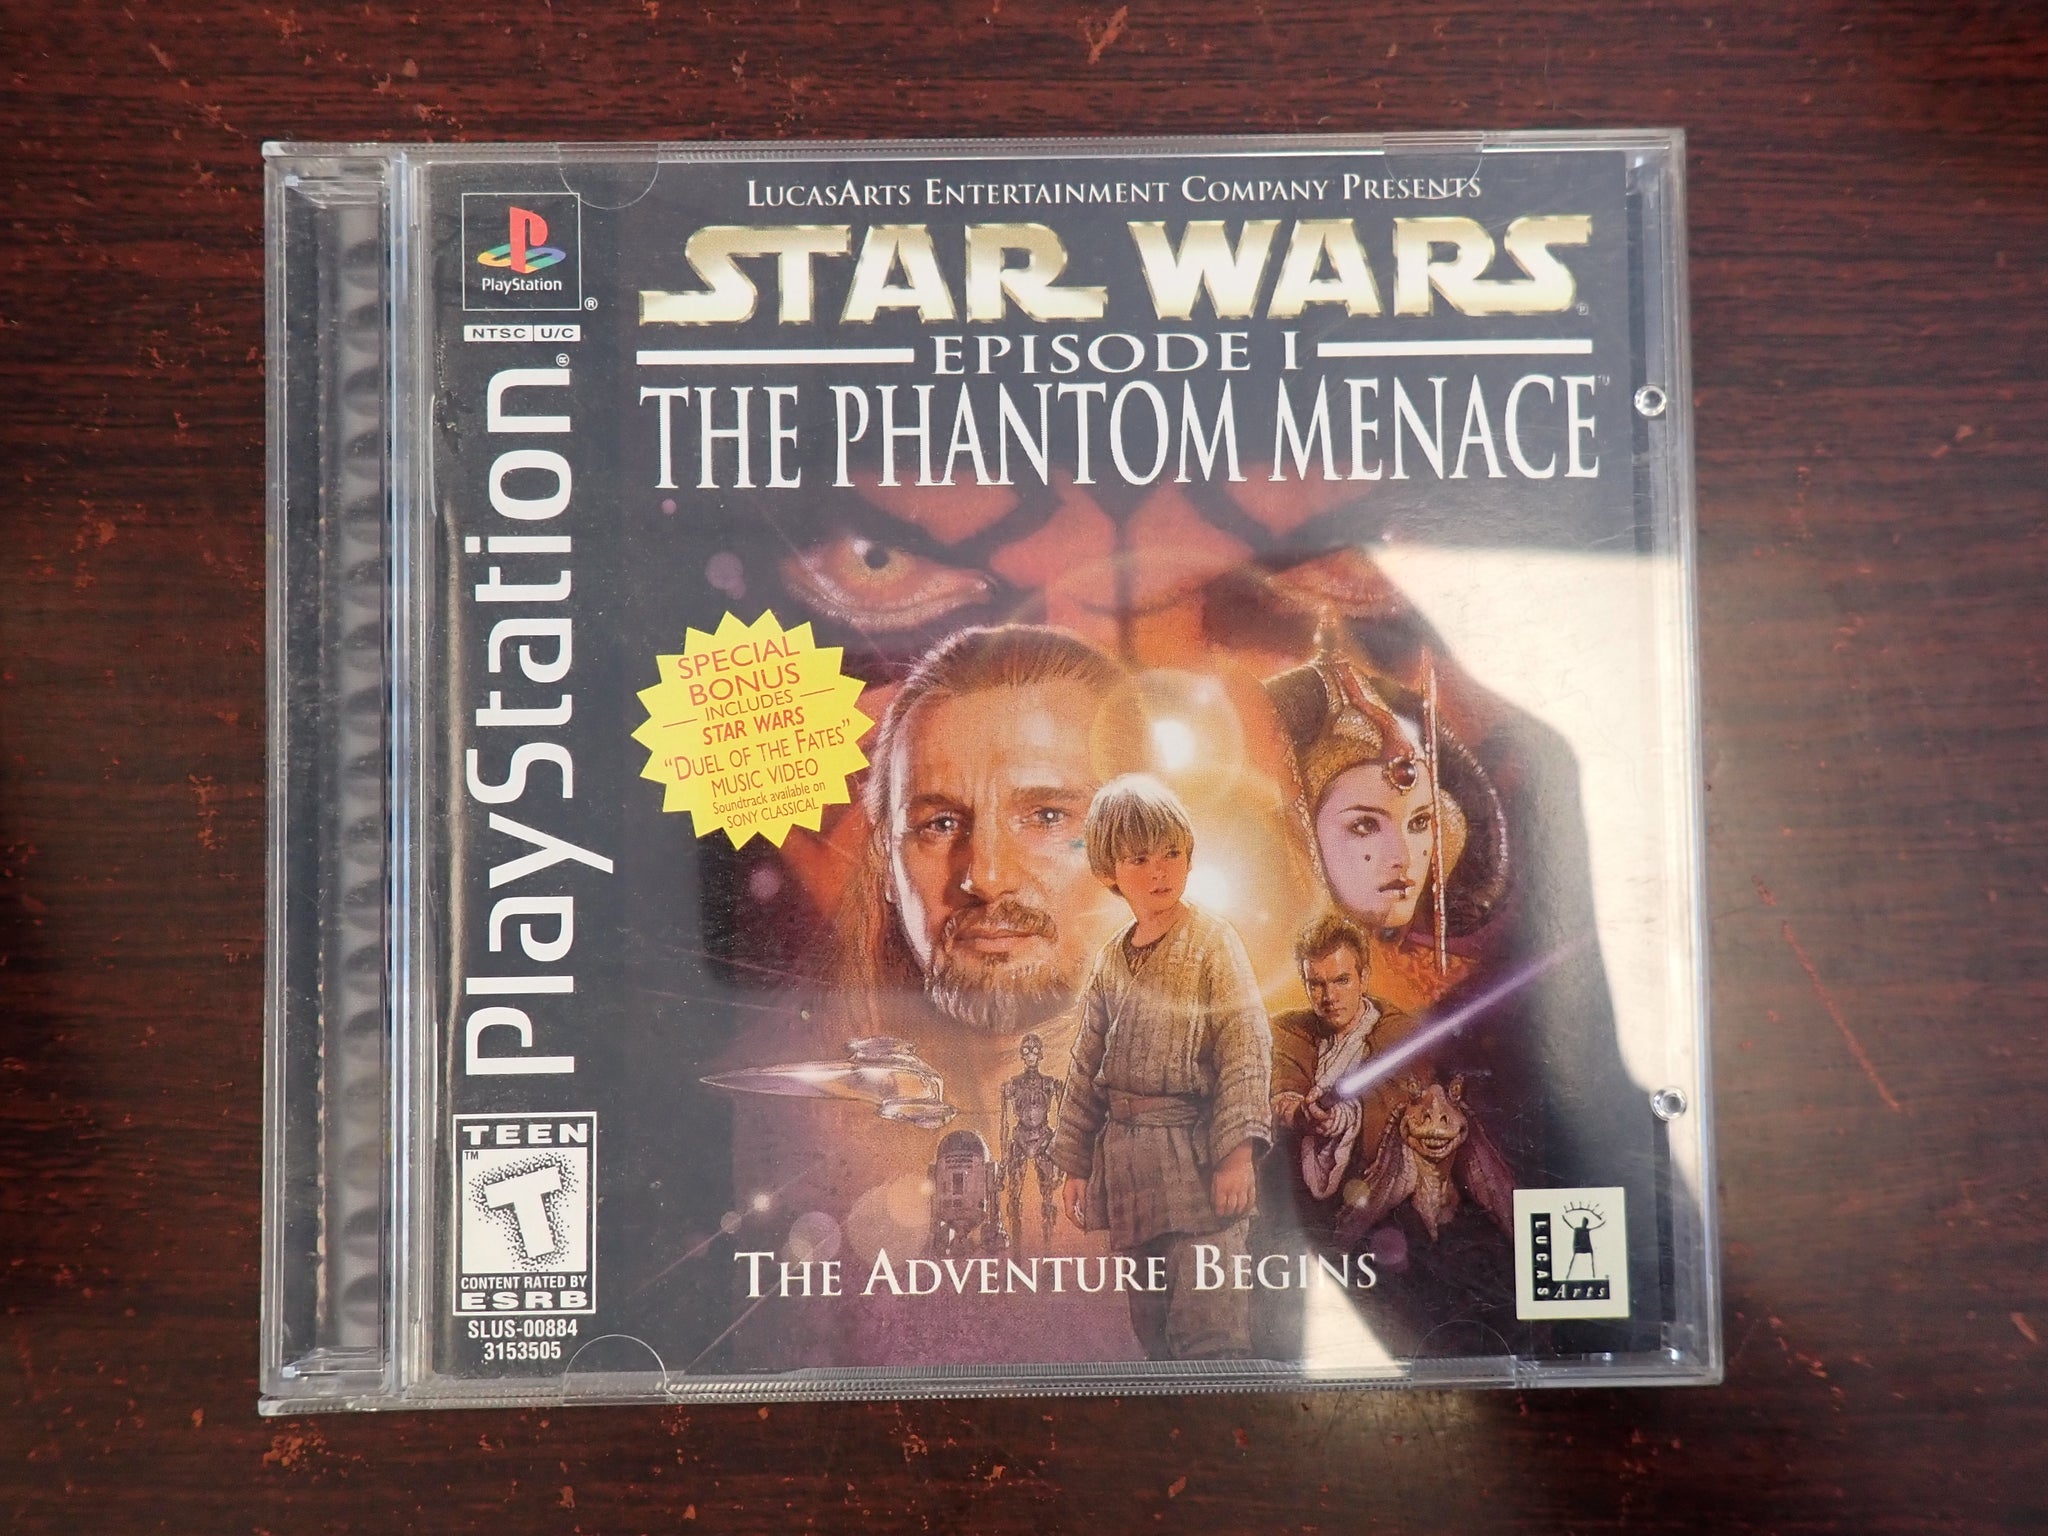 LUCASARTS ENTERTAINMENT COMPANY PRESENTS
STAR WARS
EPISODE I
THE PHANTOM MENACE™
PlayStation
®
NTSC U/C
PlayStation®
SPECIAL
BONUS
INCLUDES
STAR WARS
"DUEL OF THE FATES"
MUSIC VIDEO
Soundtrack available on
SONY CLASSICAL
THE ADVENTURE BEGINS
TEEN
™
T
CONTENT RATED BY
ESRB
SLUS-00884
3153505
LUCAS
Arts